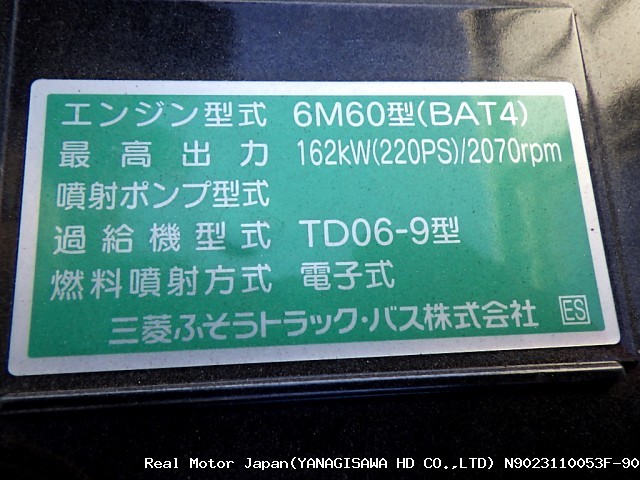 エンジン型式 6M60型(BAT4)
最高出力 162kW(220PS)/2070rpm
噴射ポンプ型式
過給機型式 TD06-9型
燃料噴射方式 電子式
三菱ふそうトラック・バス株式会社 ES
Real Motor Japan(YANAGISAWA HD CO.,LTD) N9023110053F-90